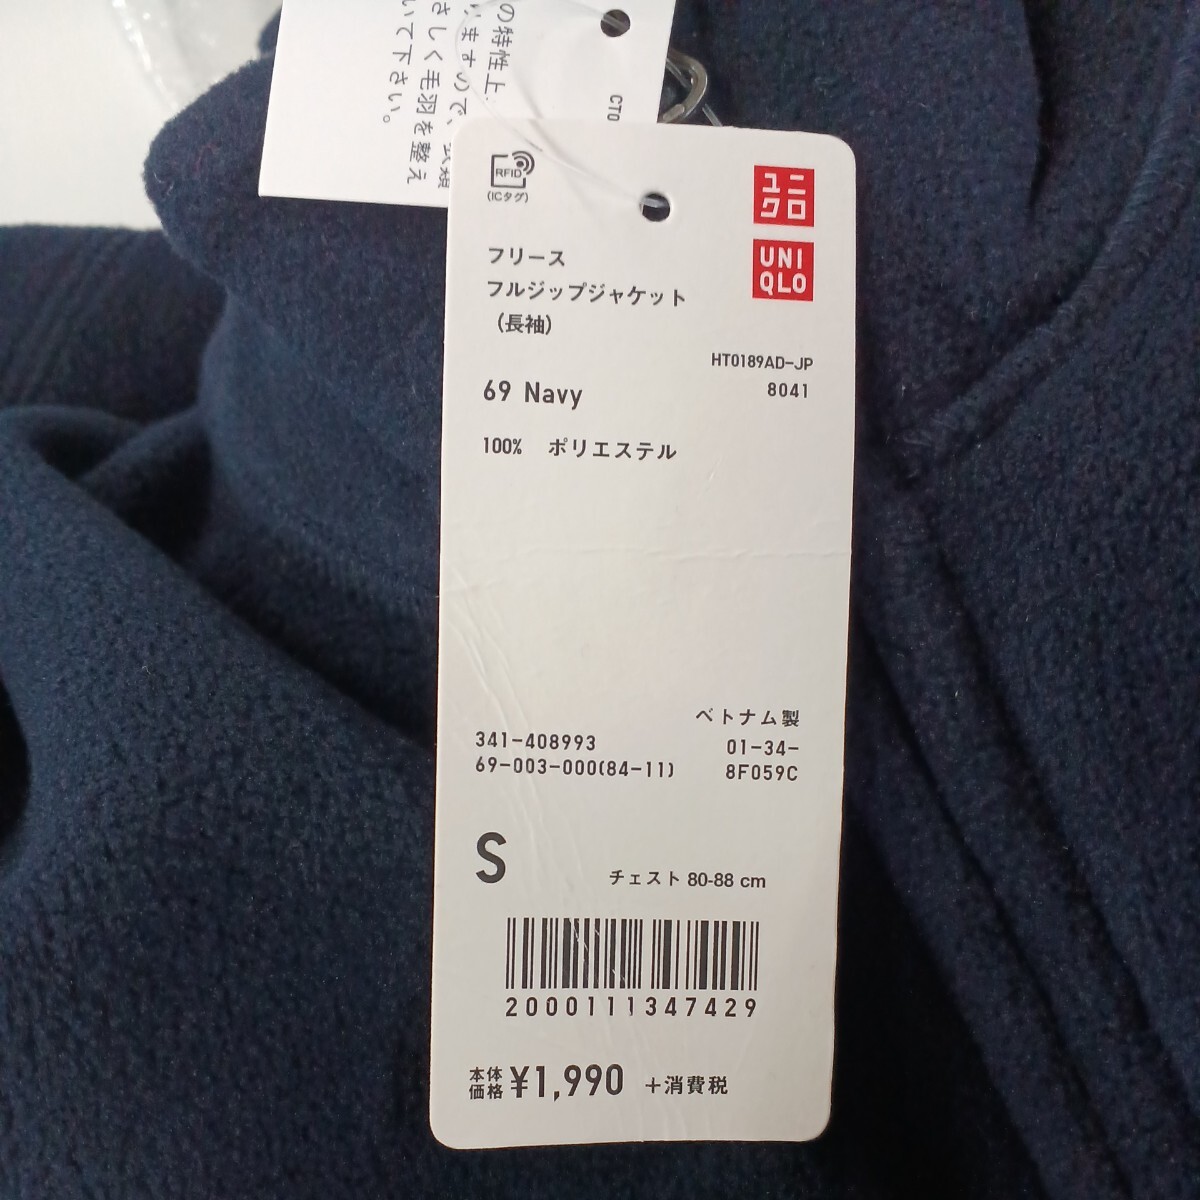 の特性上
ますので、衣類
さしく毛羽を整え
いて下さい。
CT0
RFID
(ICタグ)
ユニ
クロ
UNI
QLO
フリース
フルジップジャケット
(長袖)
HT0189AD-JP
8041
69 Navy
100% ポリエステル
ベトナム製
341-408993
01-34-
69-003-000(84-11)
8F059C
S
チェスト 80-88 cm
2000111347429
本体
価格 ¥1,990 +消費税